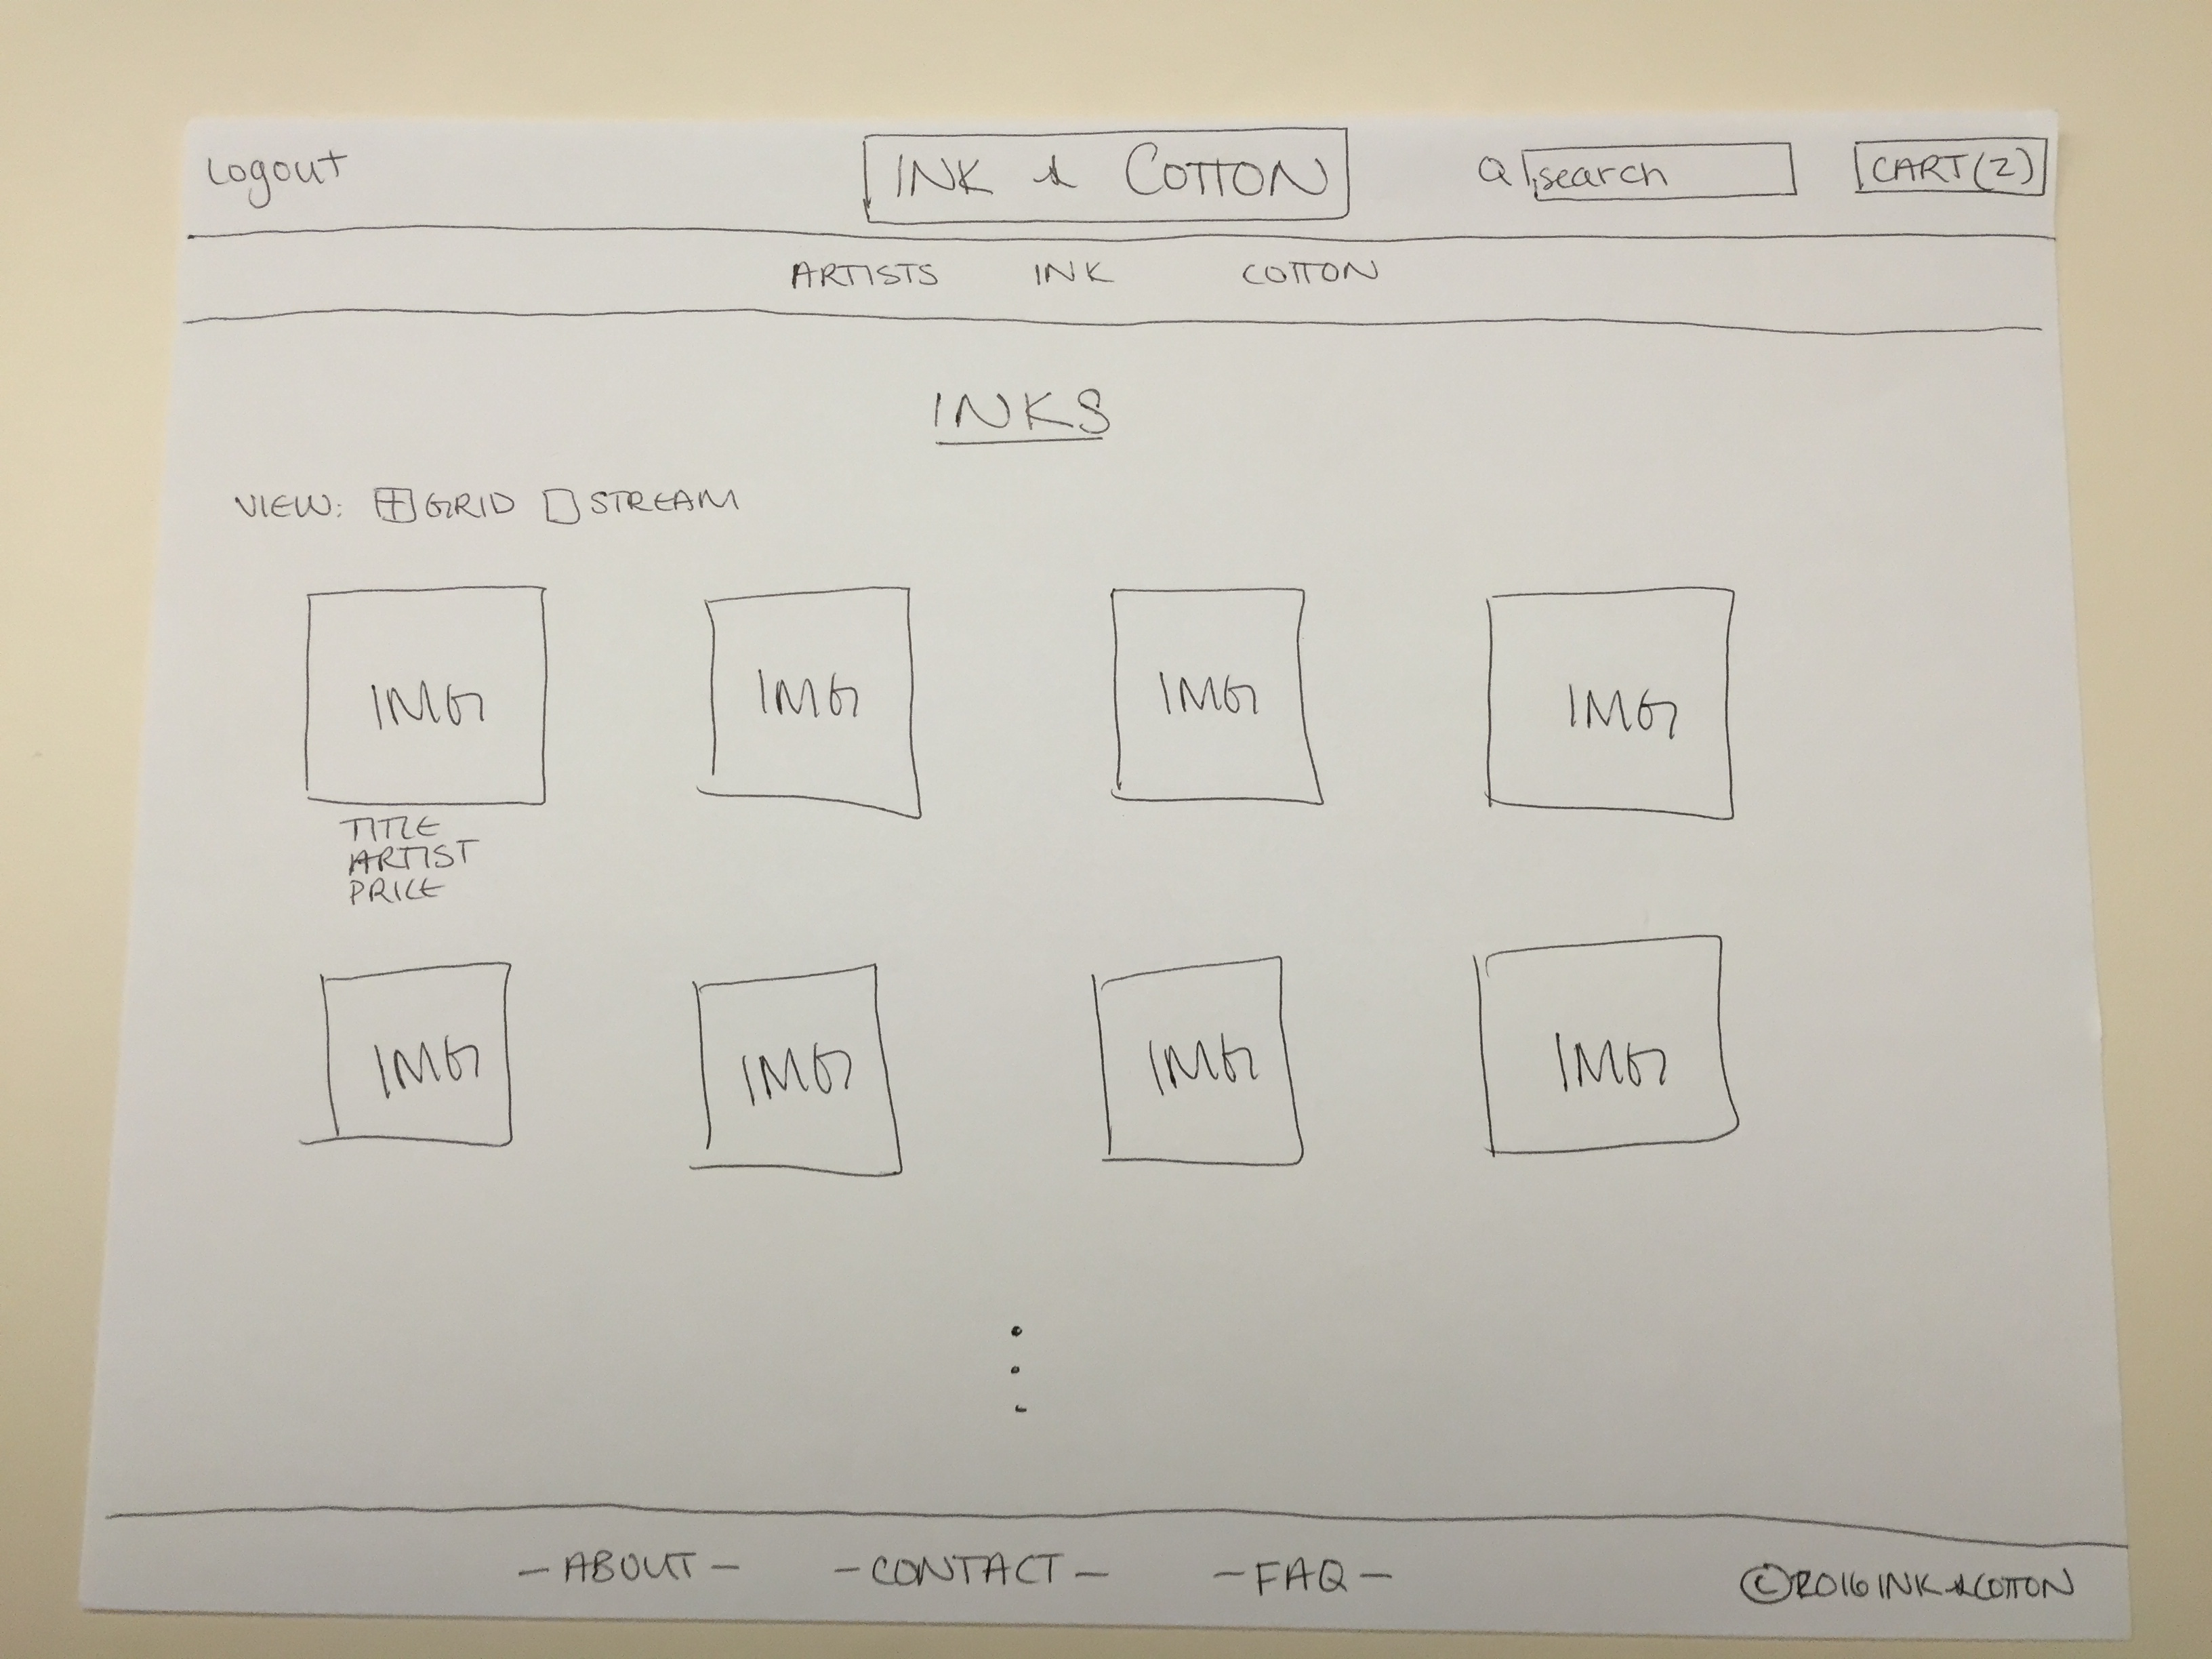 Logout
INK & COTTON
Q search
CART(2)
ARTISTS INK COTTON
INKS
VIEW: GRID STREAM
IMG IMG IMG IMG
TITLE
ARTIST
PRICE
IMG IMG IMG IMG
-ABOUT- -CONTACT- -FAQ-
©2016 INK & COTTON